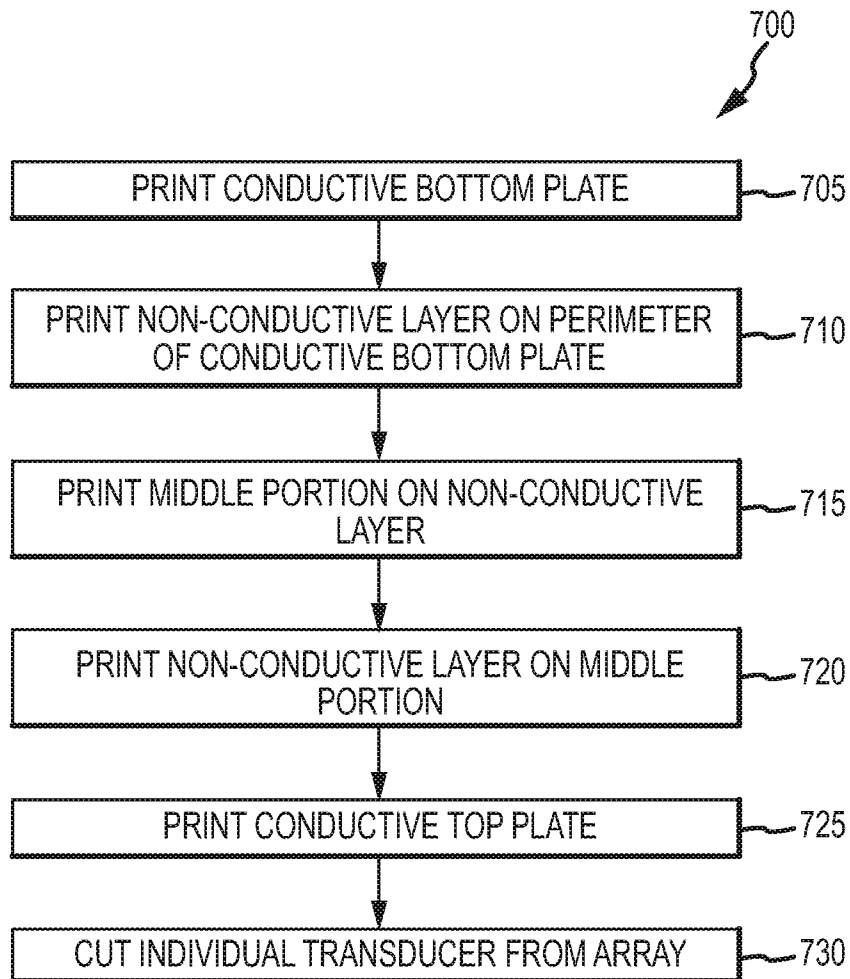 700
PRINT CONDUCTIVE BOTTOM PLATE
705
PRINT NON-CONDUCTIVE LAYER ON PERIMETER
OF CONDUCTIVE BOTTOM PLATE
710
PRINT MIDDLE PORTION ON NON-CONDUCTIVE
LAYER
715
PRINT NON-CONDUCTIVE LAYER ON MIDDLE
PORTION
720
PRINT CONDUCTIVE TOP PLATE
725
CUT INDIVIDUAL TRANSDUCER FROM ARRAY
730